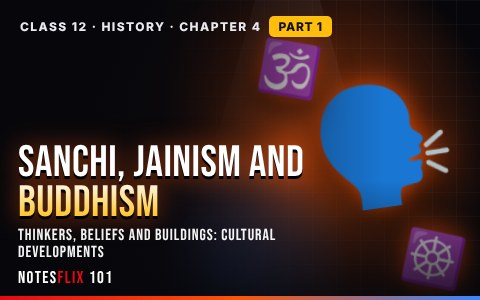 CLASS 12 · HISTORY · CHAPTER 4 PART 1
ॐ
SANCHI, JAINISM AND
BUDDHISM
THINKERS, BELIEFS AND BUILDINGS: CULTURAL
DEVELOPMENTS
NOTESFLIX 101